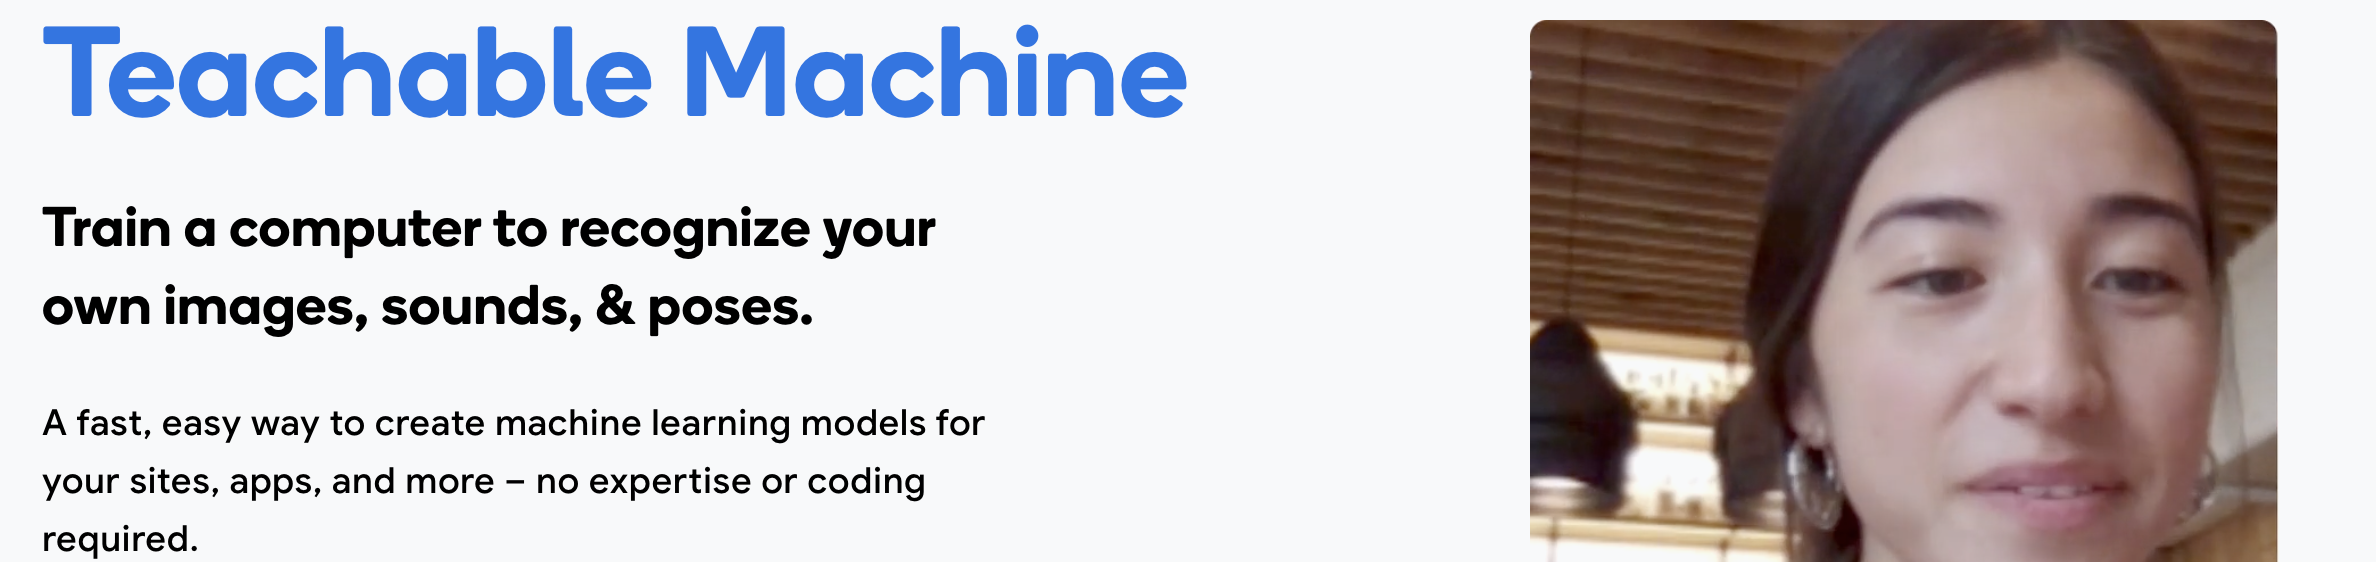 Teachable Machine
Train a computer to recognize your
own images, sounds, & poses.
A fast, easy way to create machine learning models for
your sites, apps, and more – no expertise or coding
required.